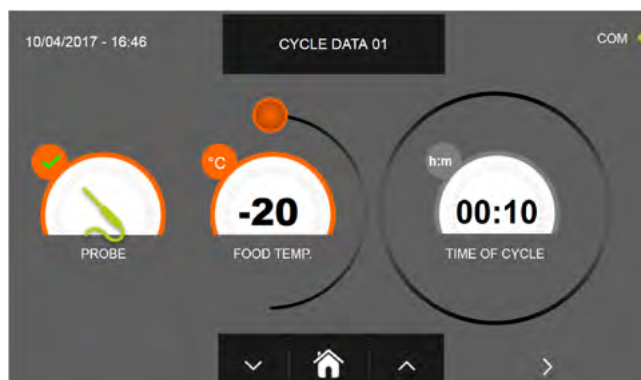 10/04/2017 - 16:46
CYCLE DATA 01
COM
°C
h:m
-20
00:10
PROBE
FOOD TEMP.
TIME OF CYCLE